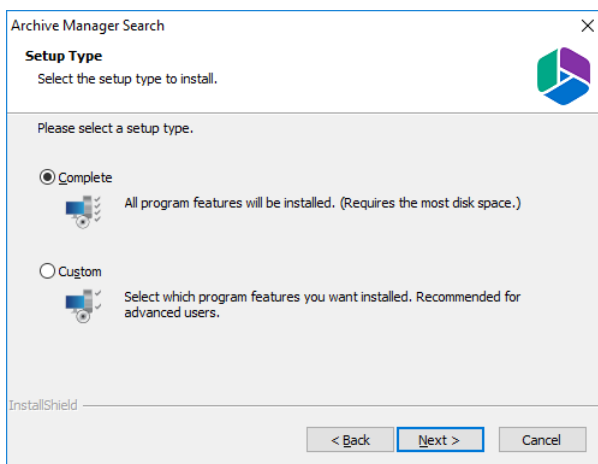 Archive Manager Search
Setup Type
Select the setup type to install.
Please select a setup type.
Complete
All program features will be installed. (Requires the most disk space.)
Custom
Select which program features you want installed. Recommended for
advanced users.
InstallShield
< Back
Next >
Cancel